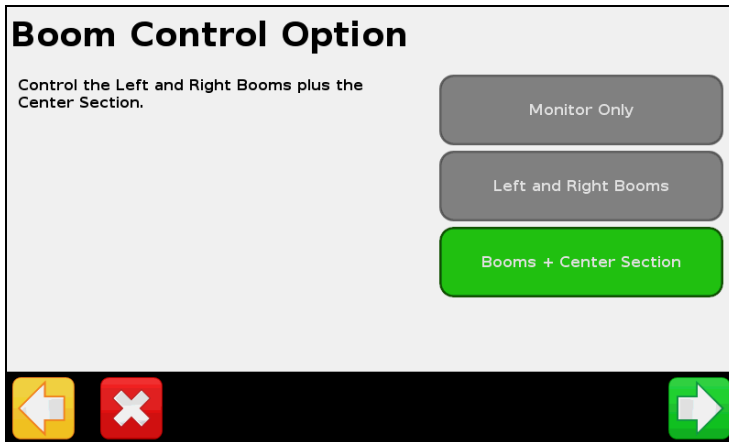 Boom Control Option
Control the Left and Right Booms plus the
Center Section.
Monitor Only
Left and Right Booms
Booms + Center Section